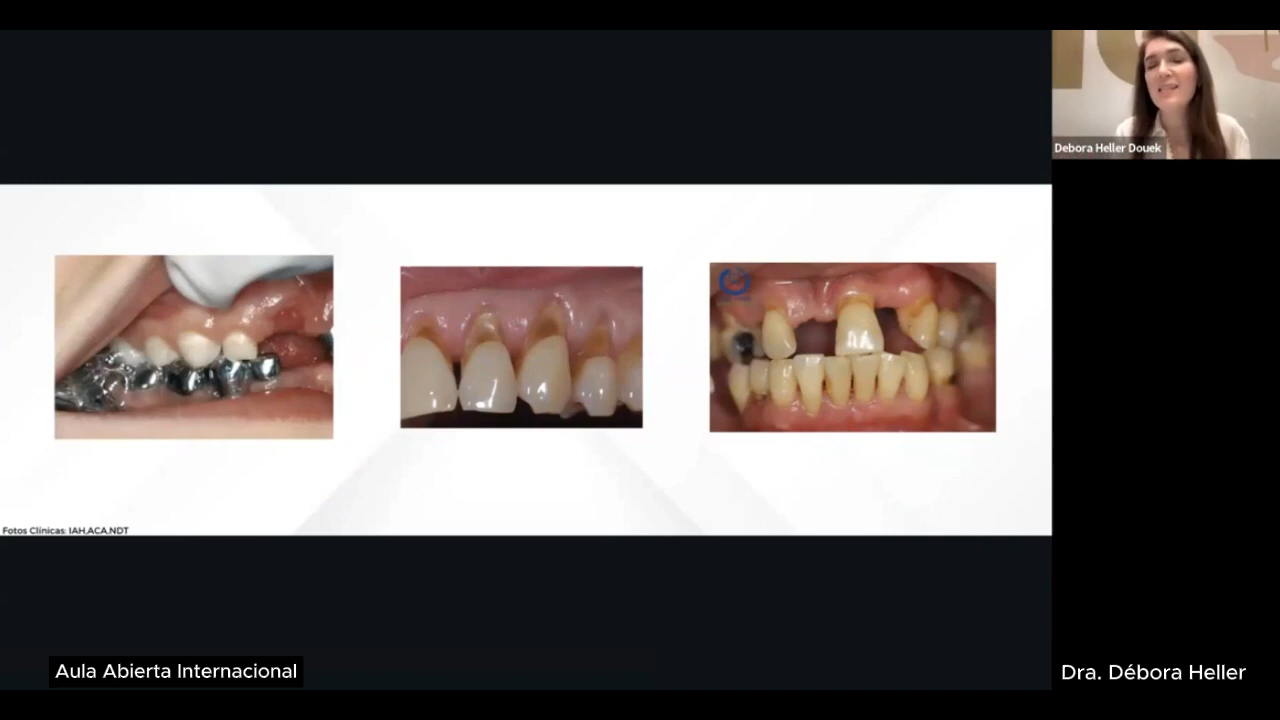 Debora Heller Douek
Fotos Clínicas: IAH,ACA,NDT
Aula Abierta Internacional
Dra. Débora Heller